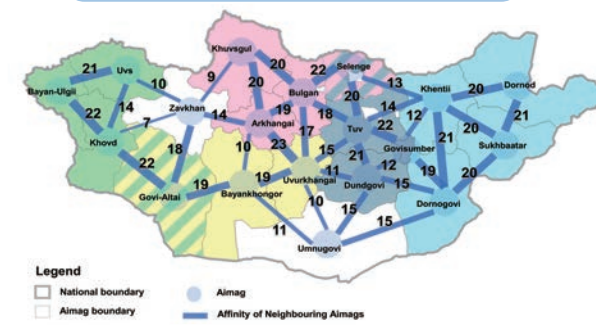 Khuvsgul
20
22
Selenge
21
Uvs
10
9
20
13
Bayan-Ulgii
Bulgan
Khentii
20
Dornod
22
14
Zavkhan
14
19
18
20
14
21
7
Arkhangai
Tuv
22
12
Khovd
17
Govisumber
21
20
Sukhbaatar
18
10
23
15
22
21
12
19
20
Govi-Altai
19
Bayankhongor
19
Uvurkhangai
11
Dundgovi
15
Dornogovi
10
15
11
15
Umnugovi
Legend
National boundary
Aimag
Aimag boundary
Affinity of Neighbouring Aimags